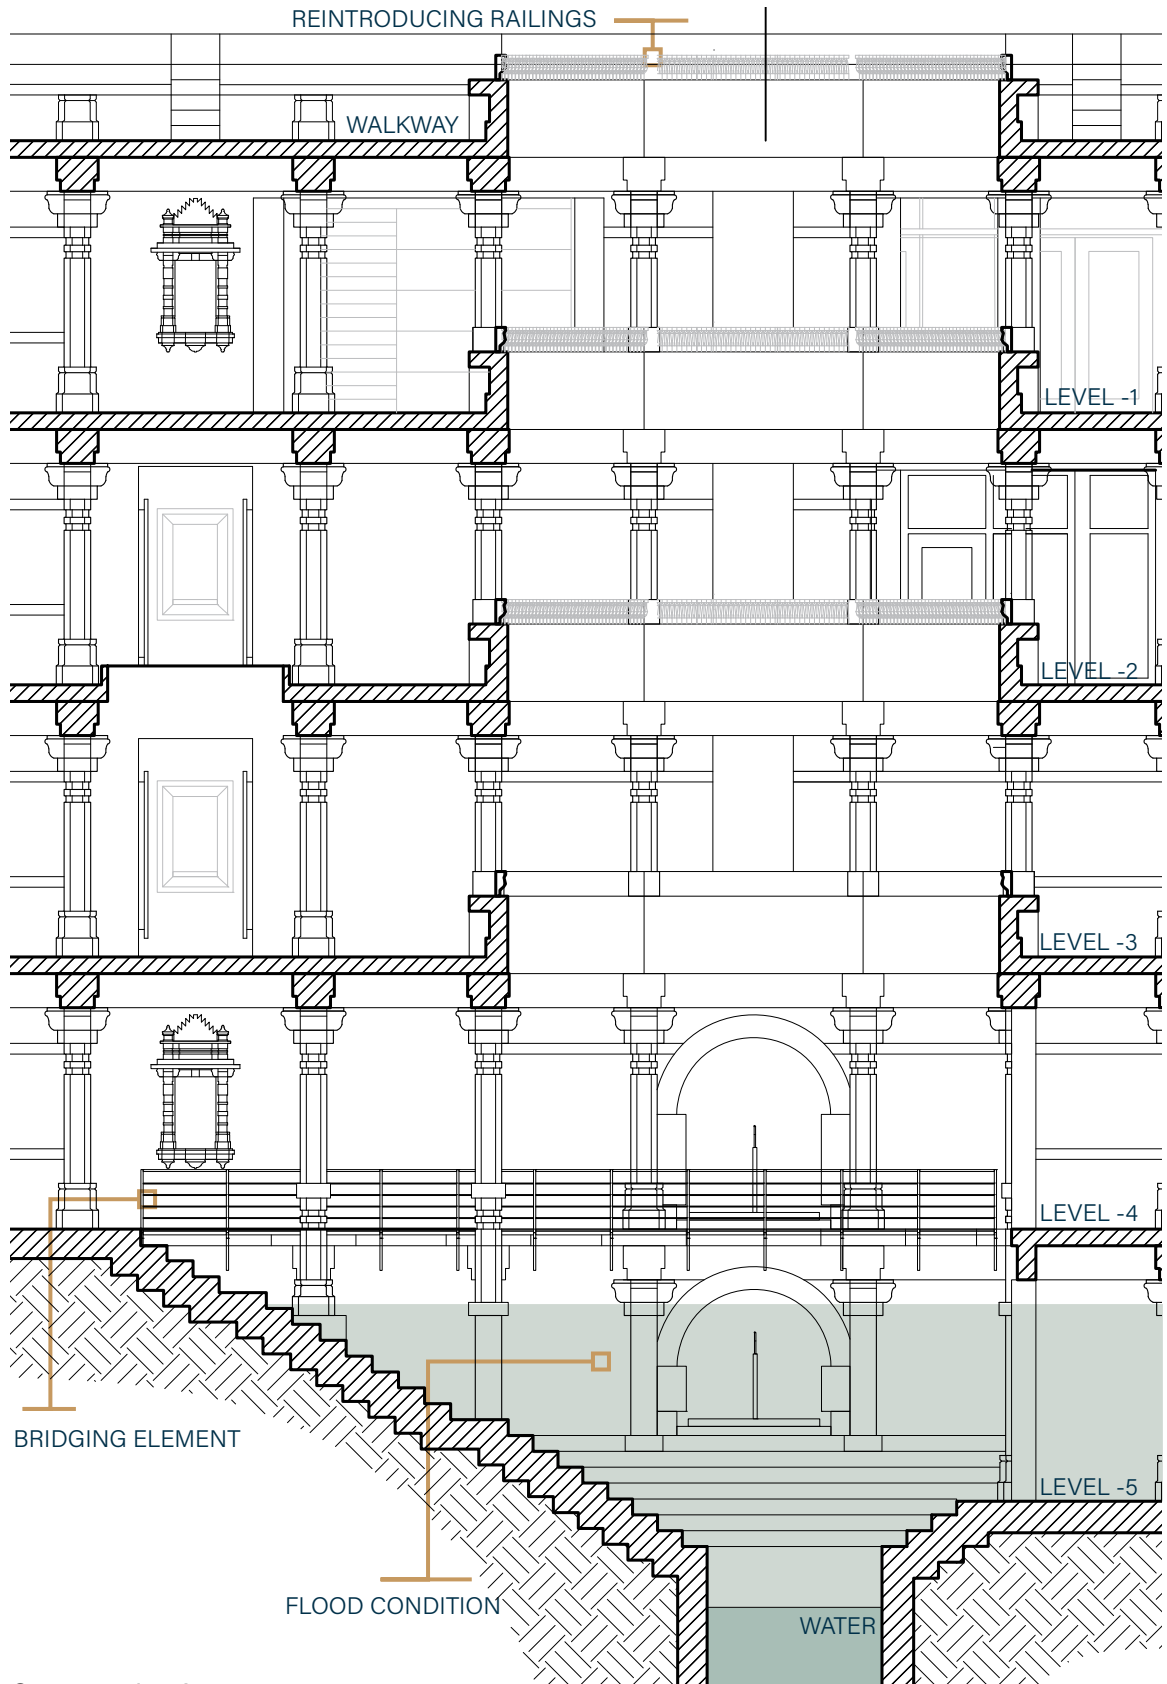 REINTRODUCING RAILINGS
WALKWAY
LEVEL -1
LEVEL -2
LEVEL -3
LEVEL -4
BRIDGING ELEMENT
LEVEL -5
FLOOD CONDITION
WATER